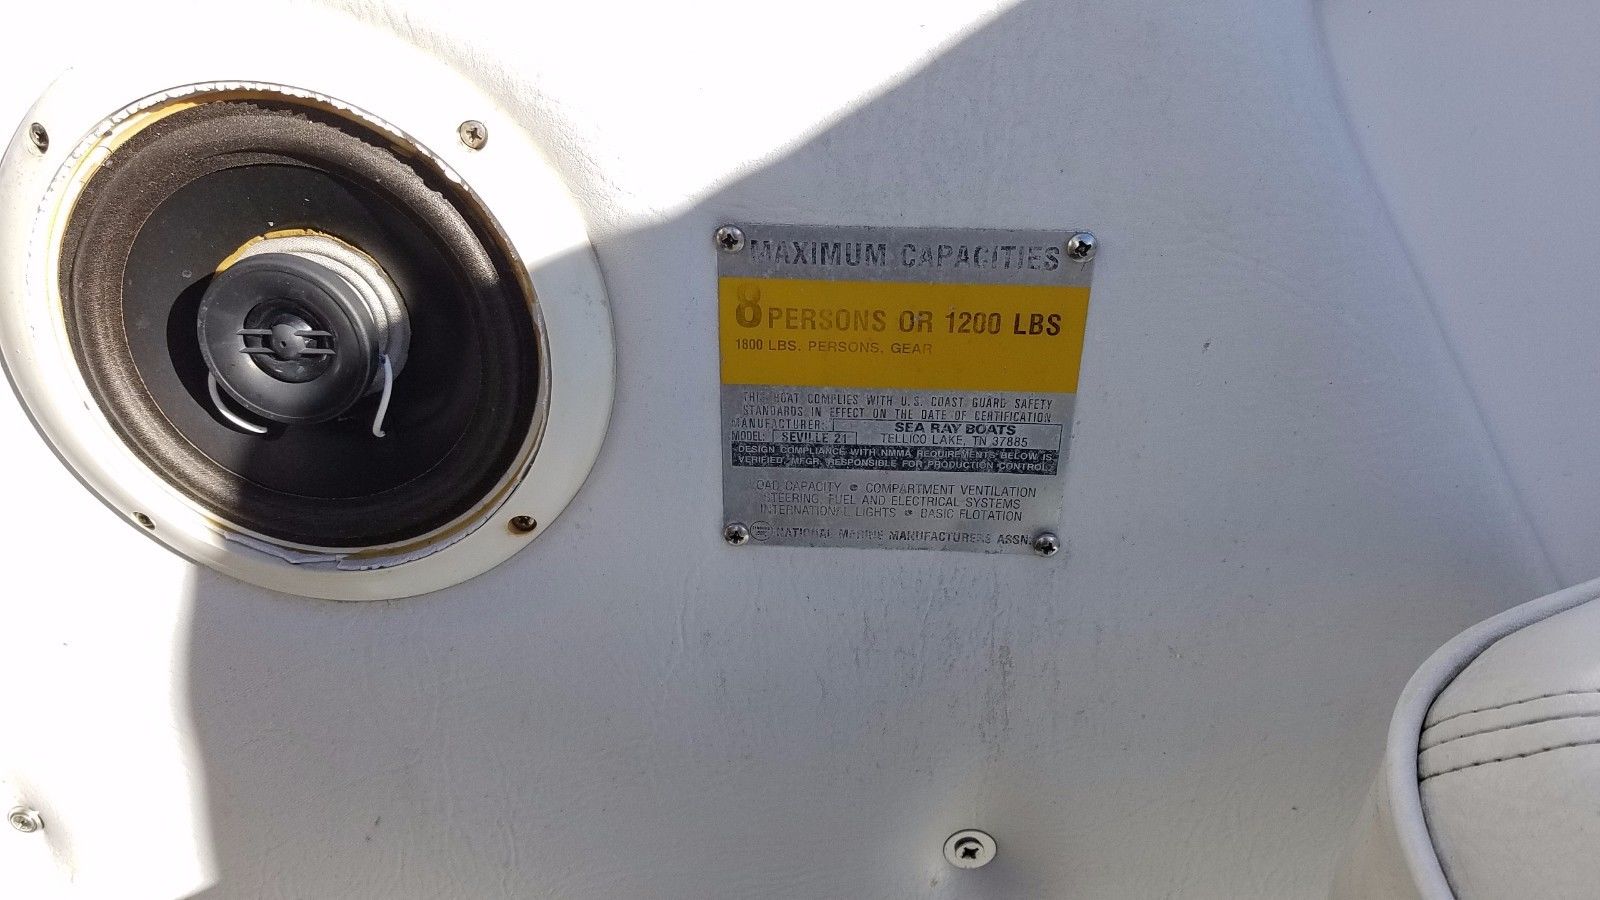 MAXIMUM CAPACITIES
8 PERSONS OR 1200 LBS
1800 LBS. PERSONS, GEAR
THIS BOAT COMPLIES WITH U.S. COAST GUARD SAFETY
STANDARDS IN EFFECT ON THE DATE OF CERTIFICATION
MANUFACTURER: SEA RAY BOATS
MODEL: SEVILLE 21 TELLICO LAKE, TN 37885
DESIGN COMPLIANCE WITH NMMA REQUIREMENTS BELOW IS
VERIFIED. MFGR. RESPONSIBLE FOR PRODUCTION CONTROL.
LOAD CAPACITY • COMPARTMENT VENTILATION
STEERING, FUEL AND ELECTRICAL SYSTEMS
INTERNATIONAL LIGHTS • BASIC FLOTATION
NATIONAL MARINE MANUFACTURERS ASSN.